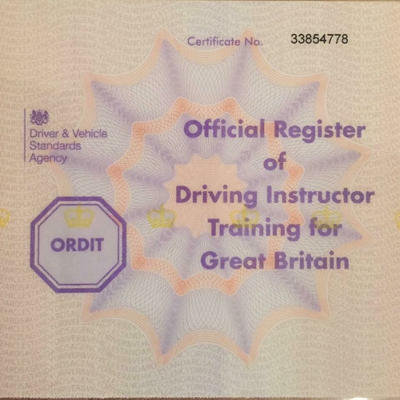 Certificate No. 33854778
Driver & Vehicle
Standards
Agency
Official Register
of
Driving Instructor
Training for
Great Britain
ORDIT